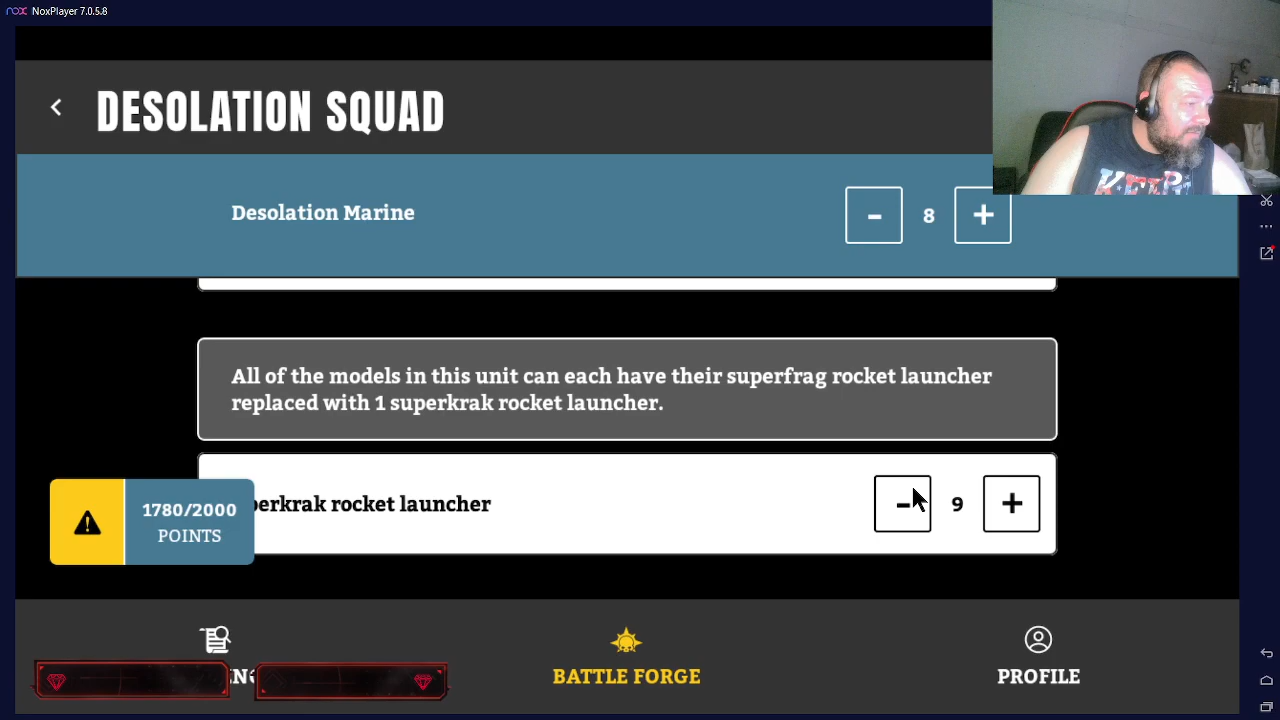 nox NoxPlayer 7.0.5.8
DESOLATION SQUAD
Desolation Marine
- 8 +
All of the models in this unit can each have their superfrag rocket launcher
replaced with 1 superkrak rocket launcher.
perkrak rocket launcher
- 9 +
1780/2000
POINTS
BATTLE FORGE
PROFILE